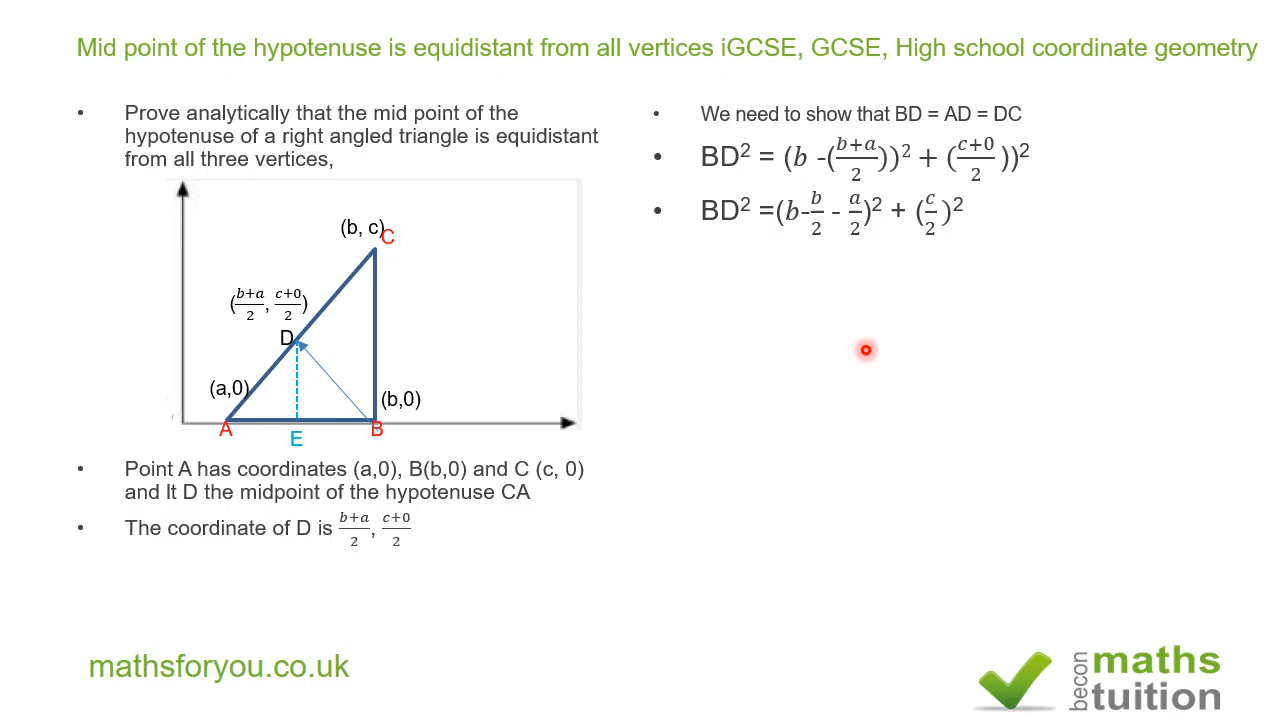 Mid point of the hypotenuse is equidistant from all vertices iGCSE, GCSE, High school coordinate geometry
• Prove analytically that the mid point of the
hypotenuse of a right angled triangle is equidistant
from all three vertices,
(b, c)
C
(b+a/2, c+0/2)
D
(a,0)
(b,0)
A
E
B
• Point A has coordinates (a,0), B(b,0) and C (c, 0)
and lt D the midpoint of the hypotenuse CA
• The coordinate of D is b+a/2, c+0/2
• We need to show that BD = AD = DC
• BD² = (b -(b+a/2))² + (c+0/2))²
• BD² =(b-b/2 - a/2)² + (c/2)²
mathsforyou.co.uk
becon
maths
tuition